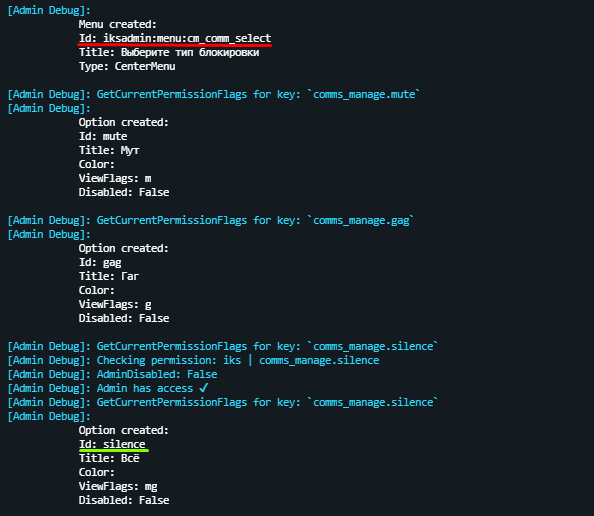 [Admin Debug]:
Menu created:
Id: iksadmin:menu:cm_comm_select
Title: Выберите тип блокировки
Type: CenterMenu
[Admin Debug]: GetCurrentPermissionFlags for key: `comms_manage.mute`
[Admin Debug]:
Option created:
Id: mute
Title: Мут
Color:
ViewFlags: m
Disabled: False
[Admin Debug]: GetCurrentPermissionFlags for key: `comms_manage.gag`
[Admin Debug]:
Option created:
Id: gag
Title: Гаг
Color:
ViewFlags: g
Disabled: False
[Admin Debug]: GetCurrentPermissionFlags for key: `comms_manage.silence`
[Admin Debug]: Checking permission: iks | comms_manage.silence
[Admin Debug]: AdminDisabled: False
[Admin Debug]: Admin has access ✓
[Admin Debug]: GetCurrentPermissionFlags for key: `comms_manage.silence`
[Admin Debug]:
Option created:
Id: silence
Title: Всё
Color:
ViewFlags: mg
Disabled: False